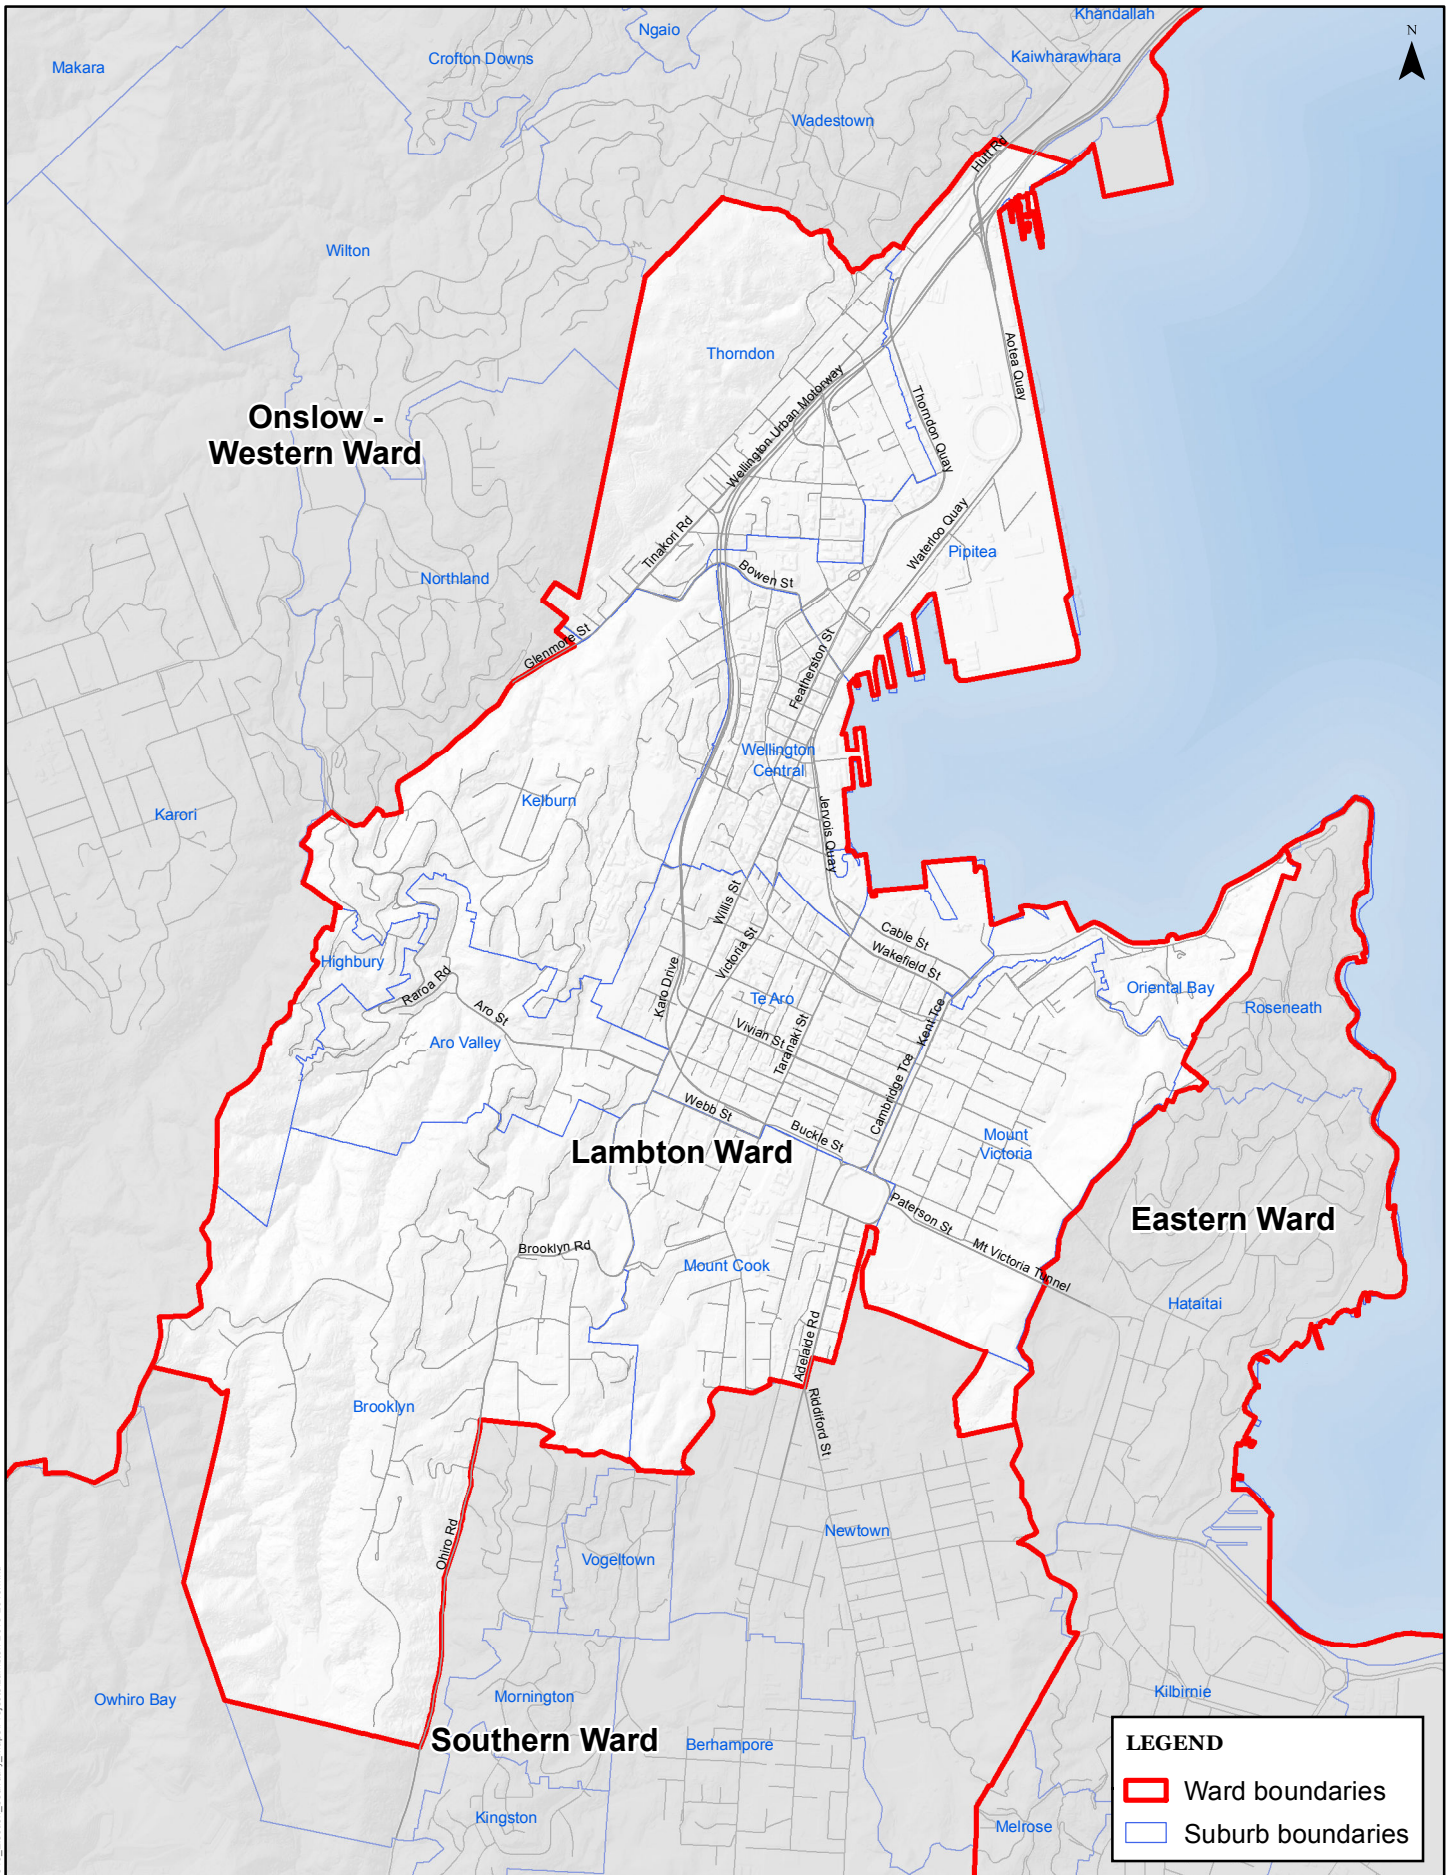 Khandallah
Ngaio
Kaiwharawhara
N
Crofton Downs
Makara
Wadestown
Hutt Rd
Wilton
Thorndon
Aotea Quay
Onslow -
Western Ward
Wellington Urban Motorway
Thorndon Quay
Tinakori Rd
Waterloo Quay
Pipitea
Northland
Bowen St
Glenmore St
Featherston St
Wellington
Central
Kelburn
Karori
Jervois Quay
Willis St
Victoria St
Cable St
Wakefield St
Highbury
Raroa Rd
Karo Drive
Te Aro
Oriental Bay
Roseneath
Aro St
Aro Valley
Vivian St
Taranaki St
Kent Tce
Cambridge Tce
Webb St
Buckle St
Mount
Victoria
Lambton Ward
Paterson St
Eastern Ward
Brooklyn Rd
Mount Cook
Mt Victoria Tunnel
Hataitai
Adelaide Rd
Brooklyn
Riddiford St
Newtown
Ohiro Rd
Vogeltown
Owhiro Bay
Mornington
Kilbirnie
Southern Ward
Berhampore
Kingston
Melrose
LEGEND
Ward boundaries
Suburb boundaries